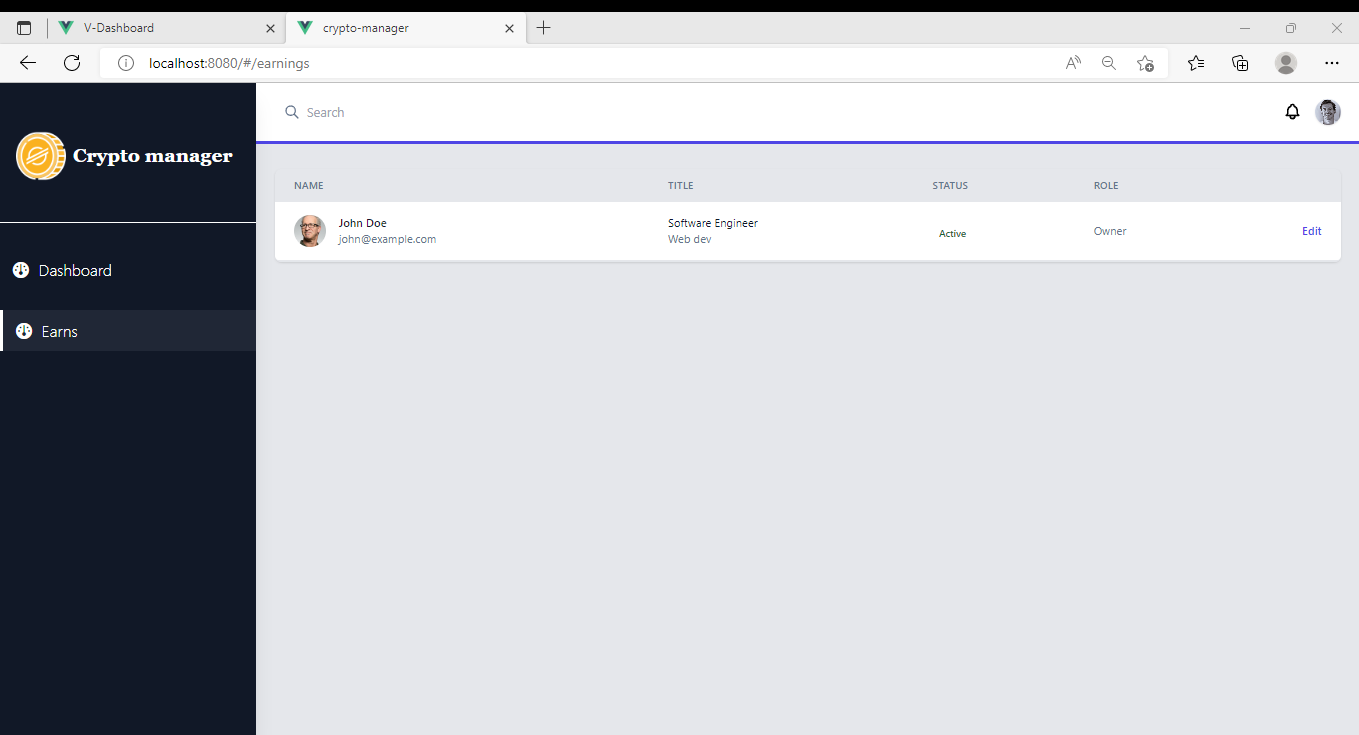 V-Dashboard
crypto-manager
localhost:8080/#/earnings
Search
Crypto manager
Dashboard
Earns
NAME TITLE STATUS ROLE
John Doe Software Engineer
john@example.com Web dev
Active Owner Edit